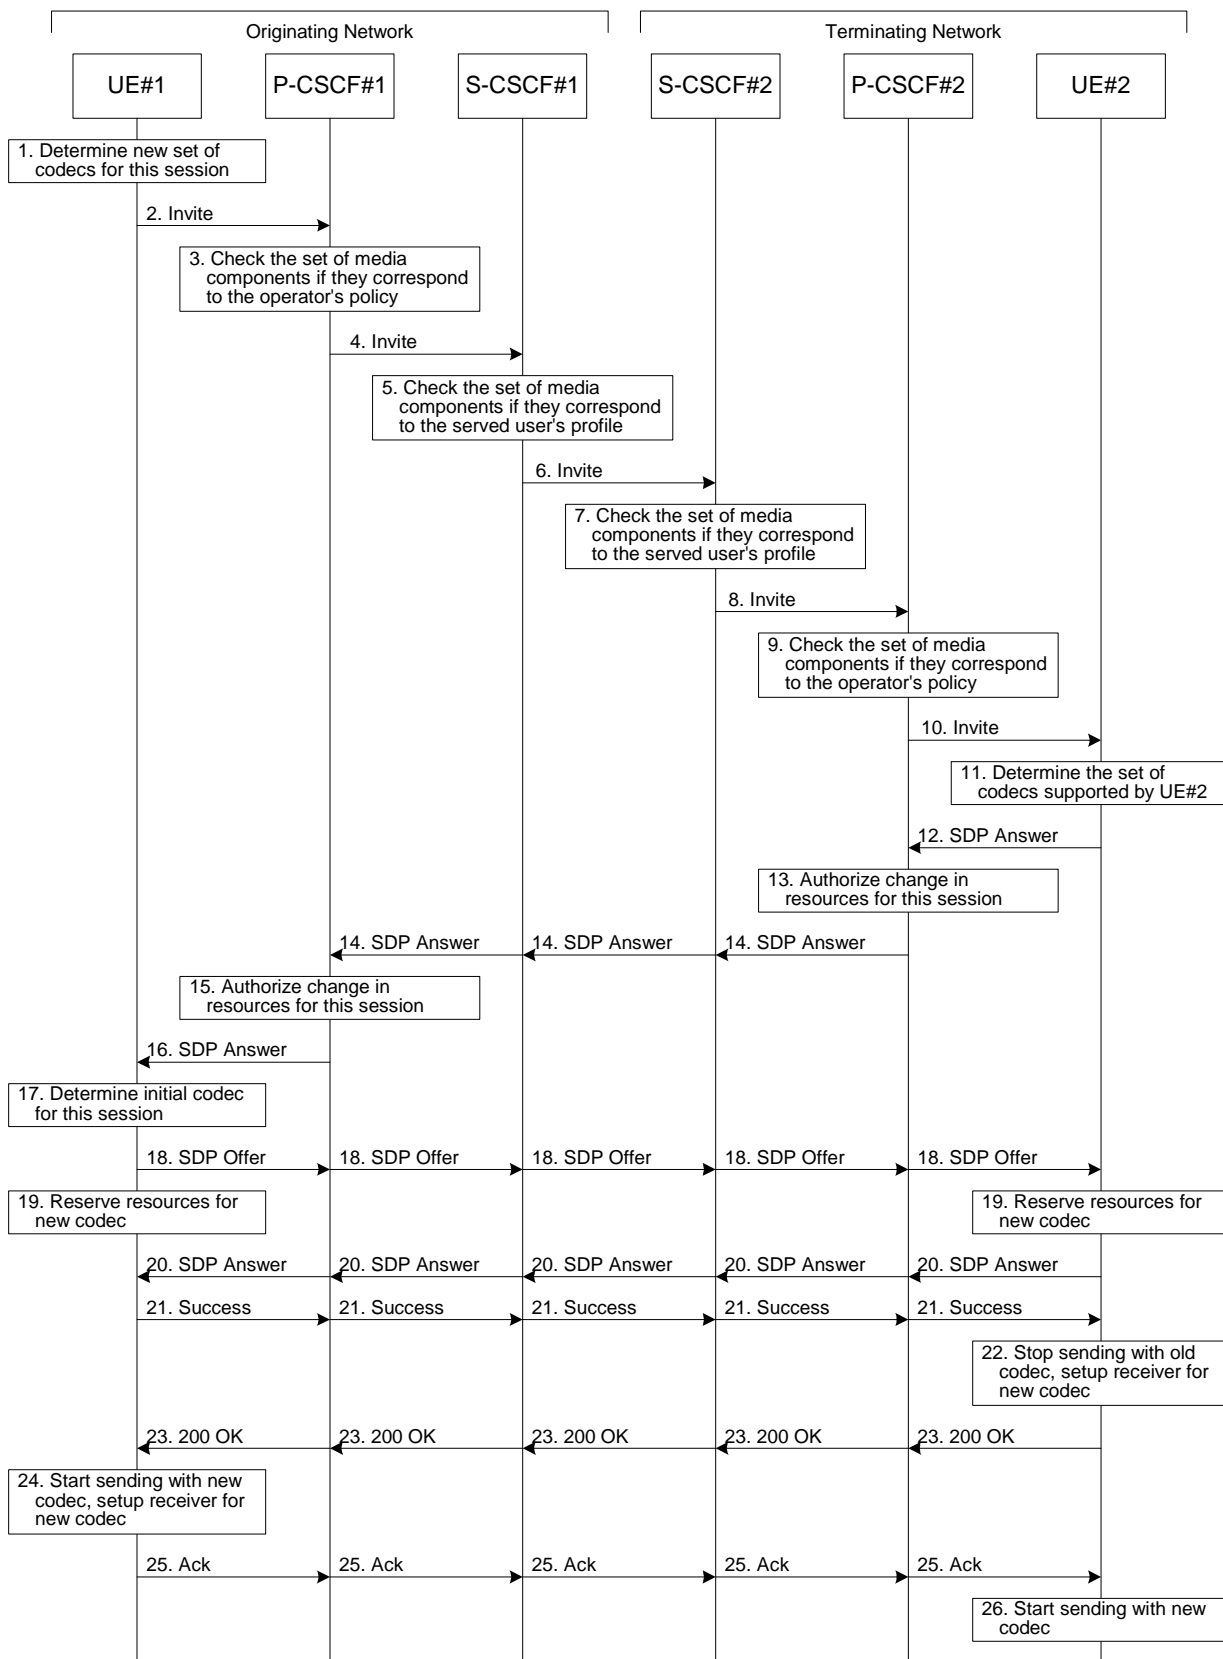 Originating Network
Terminating Network
UE#1
P-CSCF#1
S-CSCF#1
S-CSCF#2
P-CSCF#2
UE#2
1. Determine new set of
codecs for this session
2. Invite
3. Check the set of media
components if they correspond
to the operator's policy
4. Invite
5. Check the set of media
components if they correspond
to the served user's profile
6. Invite
7. Check the set of media
components if they correspond
to the served user's profile
8. Invite
9. Check the set of media
components if they correspond
to the operator's policy
10. Invite
11. Determine the set of
codecs supported by UE#2
12. SDP Answer
13. Authorize change in
resources for this session
14. SDP Answer
14. SDP Answer
14. SDP Answer
15. Authorize change in
resources for this session
16. SDP Answer
17. Determine initial codec
for this session
18. SDP Offer
18. SDP Offer
18. SDP Offer
18. SDP Offer
18. SDP Offer
19. Reserve resources for
new codec
19. Reserve resources for
new codec
20. SDP Answer
20. SDP Answer
20. SDP Answer
20. SDP Answer
20. SDP Answer
21. Success
21. Success
21. Success
21. Success
21. Success
22. Stop sending with old
codec, setup receiver for
new codec
23. 200 OK
23. 200 OK
23. 200 OK
23. 200 OK
23. 200 OK
24. Start sending with new
codec, setup receiver for
new codec
25. Ack
25. Ack
25. Ack
25. Ack
25. Ack
26. Start sending with new
codec